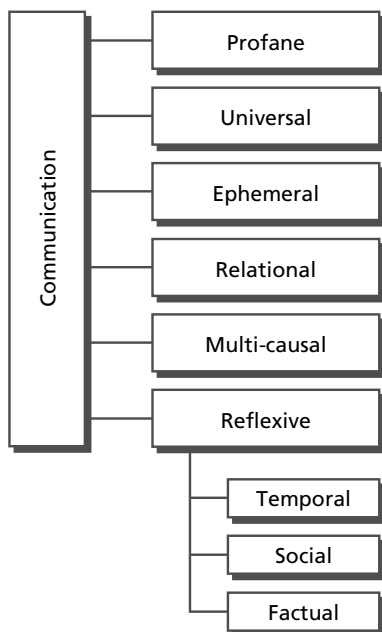 Communication
Profane
Universal
Ephemeral
Relational
Multi-causal
Reflexive
Temporal
Social
Factual